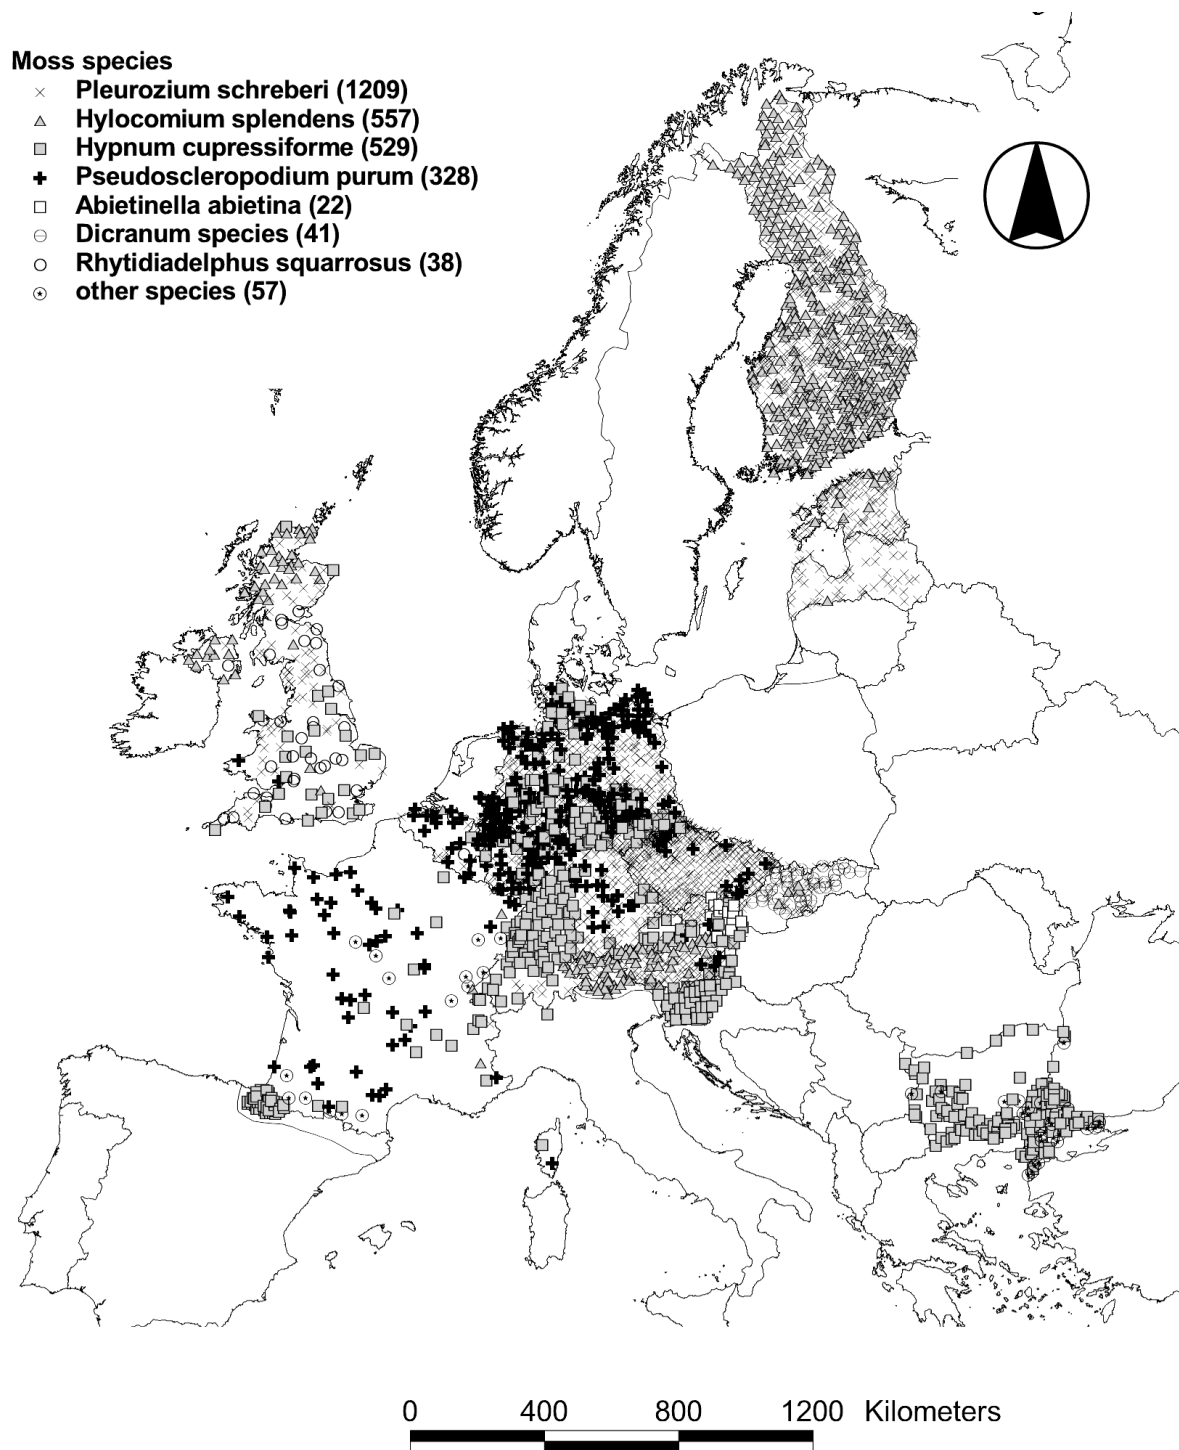 Moss species
Pleurozium schreberi (1209)
Hylocomium splendens (557)
Hypnum cupressiforme (529)
Pseudoscleropodium purum (328)
Abietinella abietina (22)
Dicranum species (41)
Rhytidiadelphus squarrosus (38)
other species (57)
0 400 800 1200 Kilometers